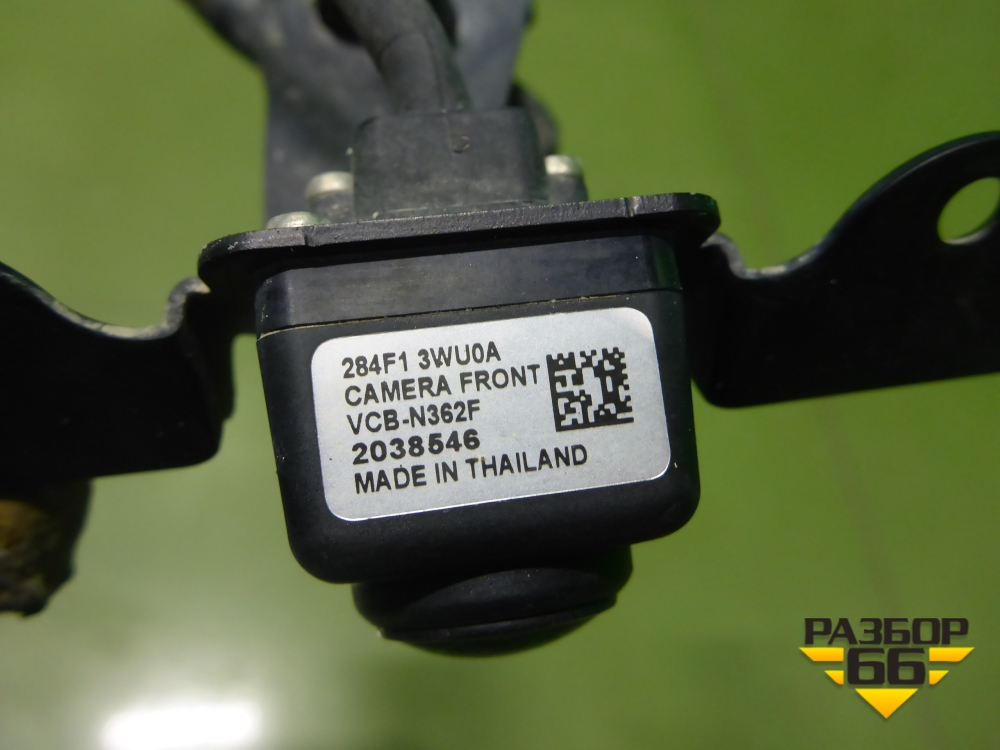 284F1 3WU0A
CAMERA FRONT
VCB-N362F
2038546
MADE IN THAILAND
РАЗБОР
66